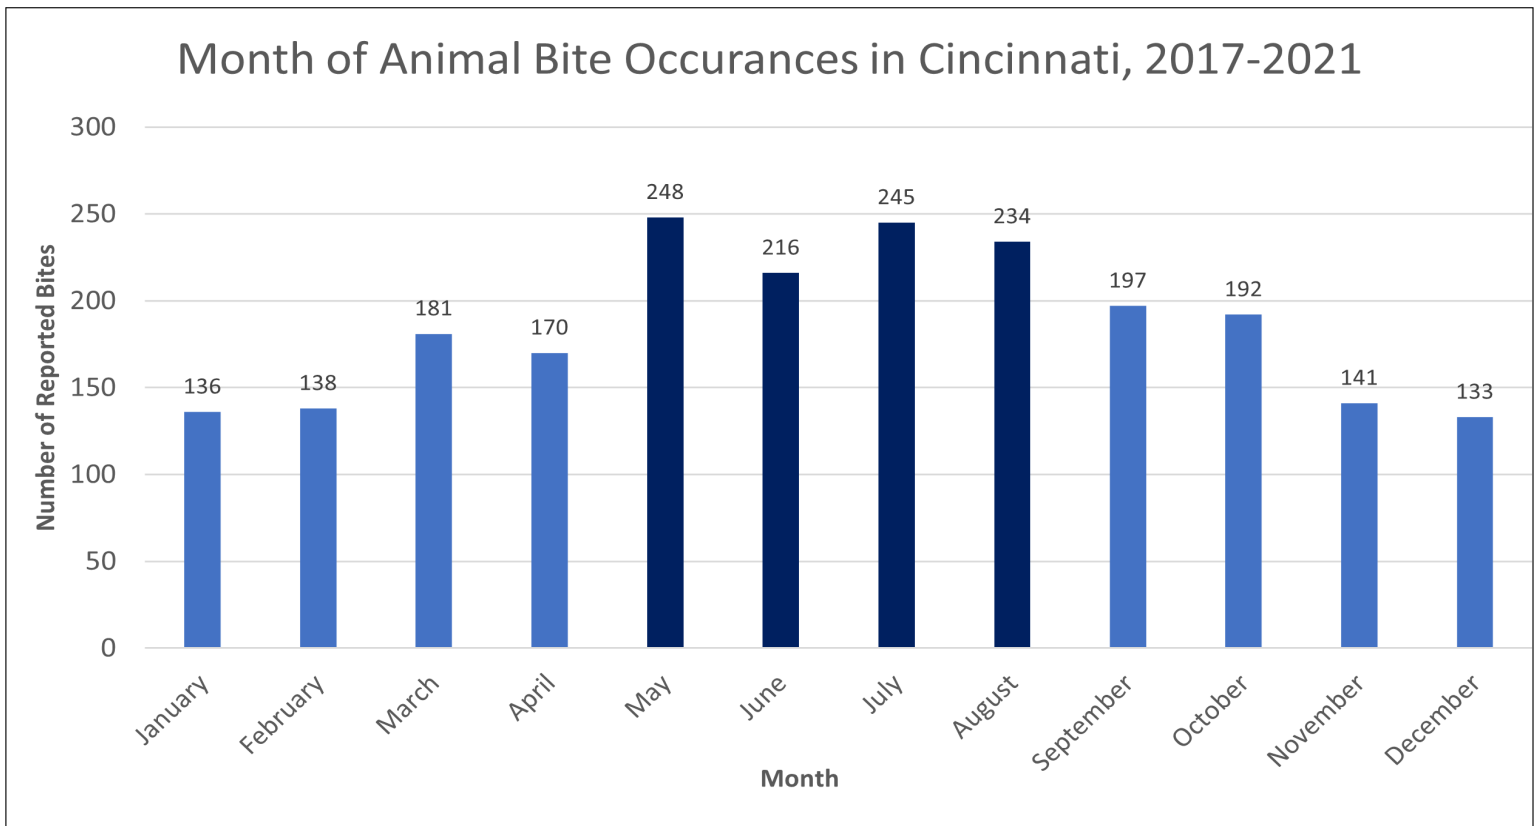 Month of Animal Bite Occurances in Cincinnati, 2017-2021
Number of Reported Bites
300
250
200
150
100
50
0
136
138
181
170
248
216
245
234
197
192
141
133
January
February
March
April
May
June
July
August
September
October
November
December
Month